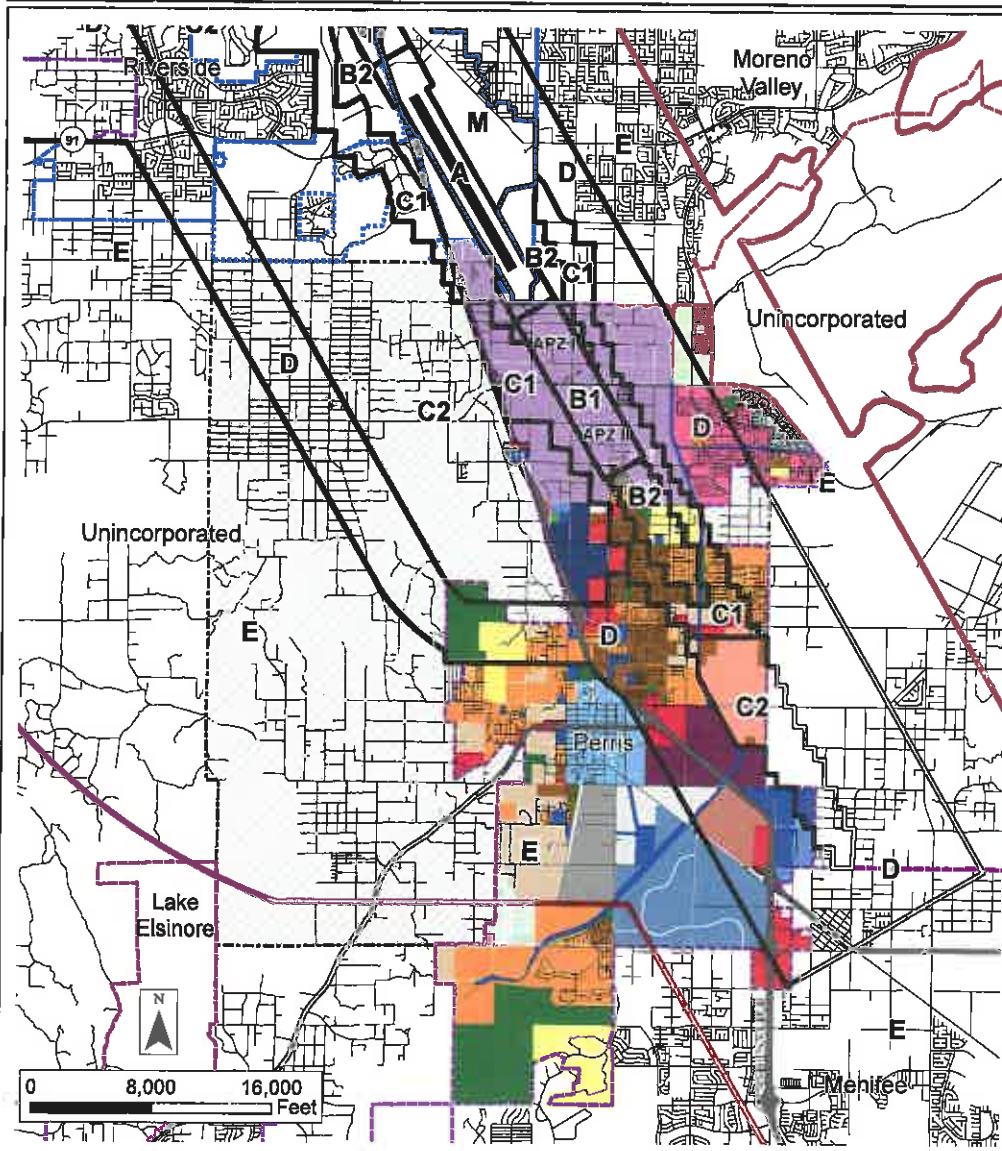 D
C2
Riverside
B2
Moreno
Valley
M
E
91
A
D
C1
E
B2
C1
Unincorporated
APZ I
D
C1
B1
C2
D
APZ II
E
B2
Unincorporated
C1
E
D
C2
Perris
E
D
Lake
Elsinore
N
E
0 8,000 16,000
Feet
Menifee